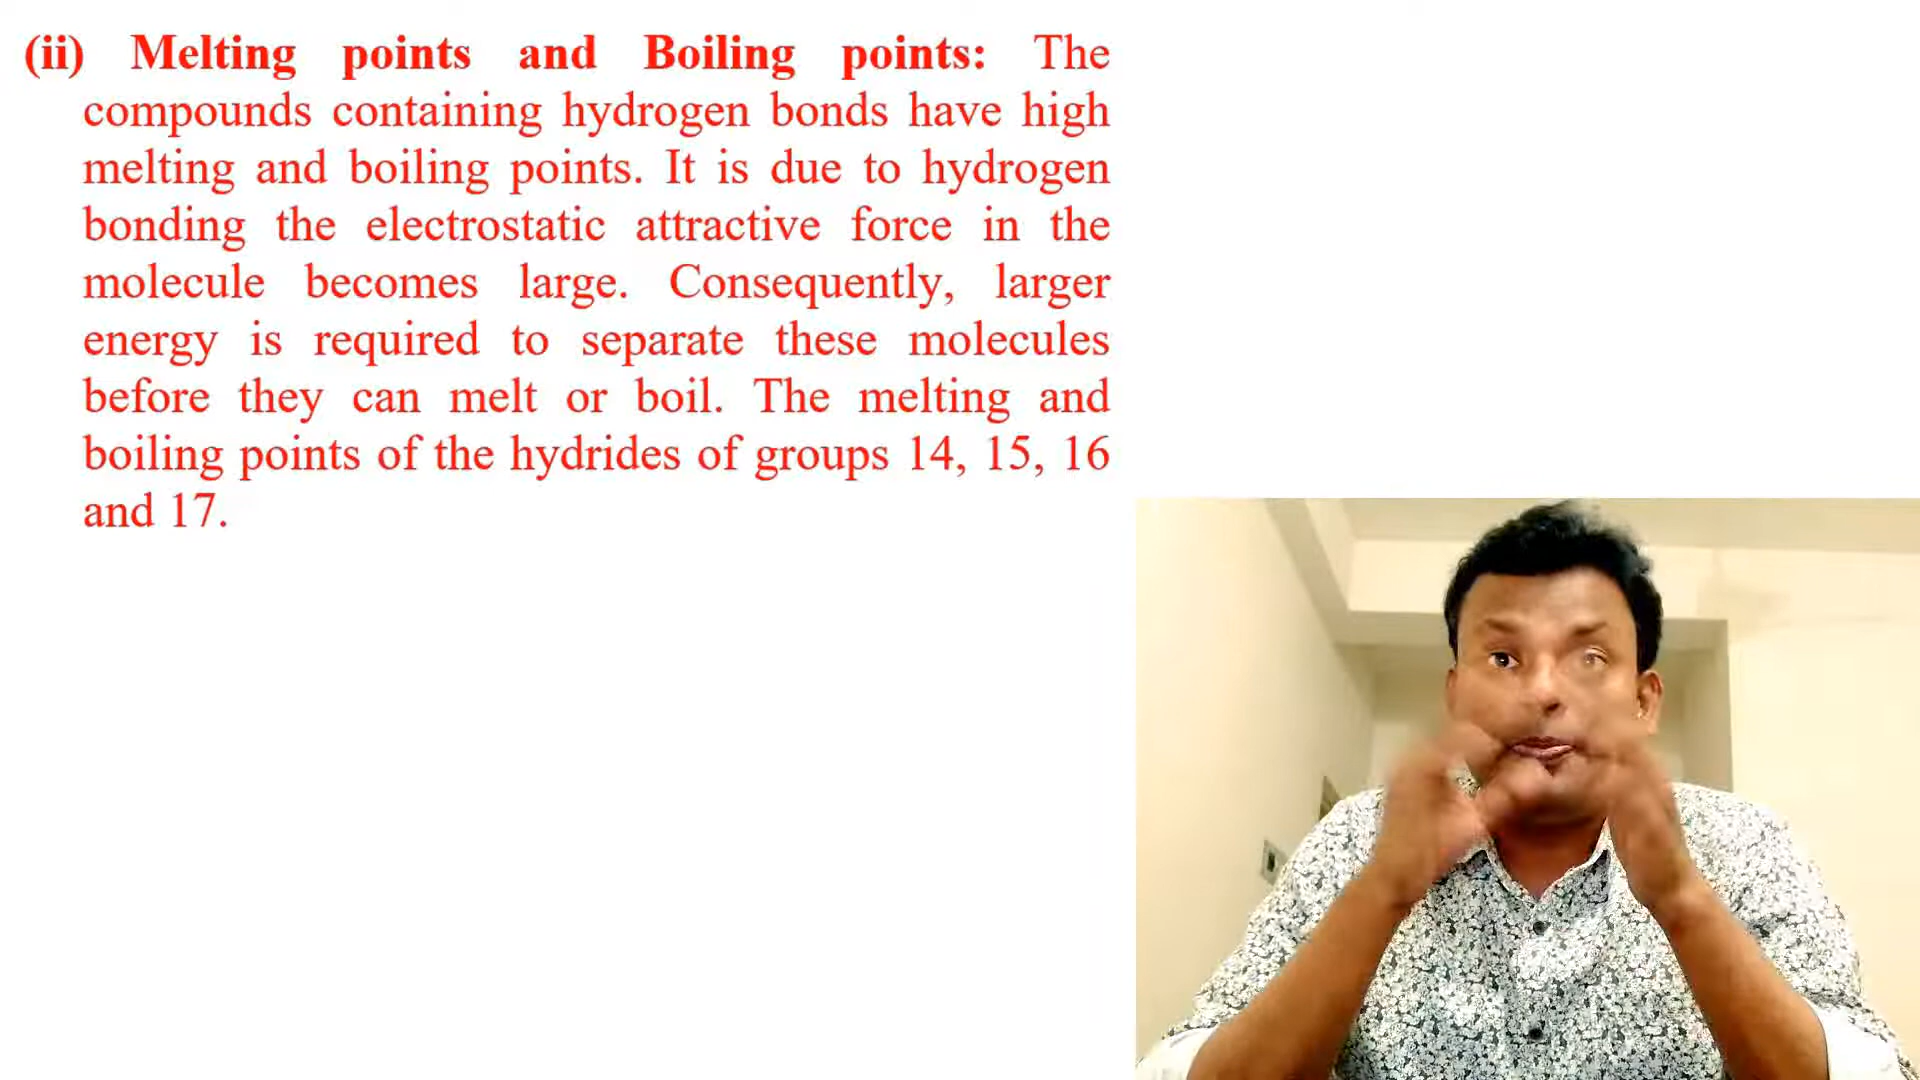 (ii) Melting points and Boiling points: The
compounds containing hydrogen bonds have high
melting and boiling points. It is due to hydrogen
bonding the electrostatic attractive force in the
molecule becomes large. Consequently, larger
energy is required to separate these molecules
before they can melt or boil. The melting and
boiling points of the hydrides of groups 14, 15, 16
and 17.